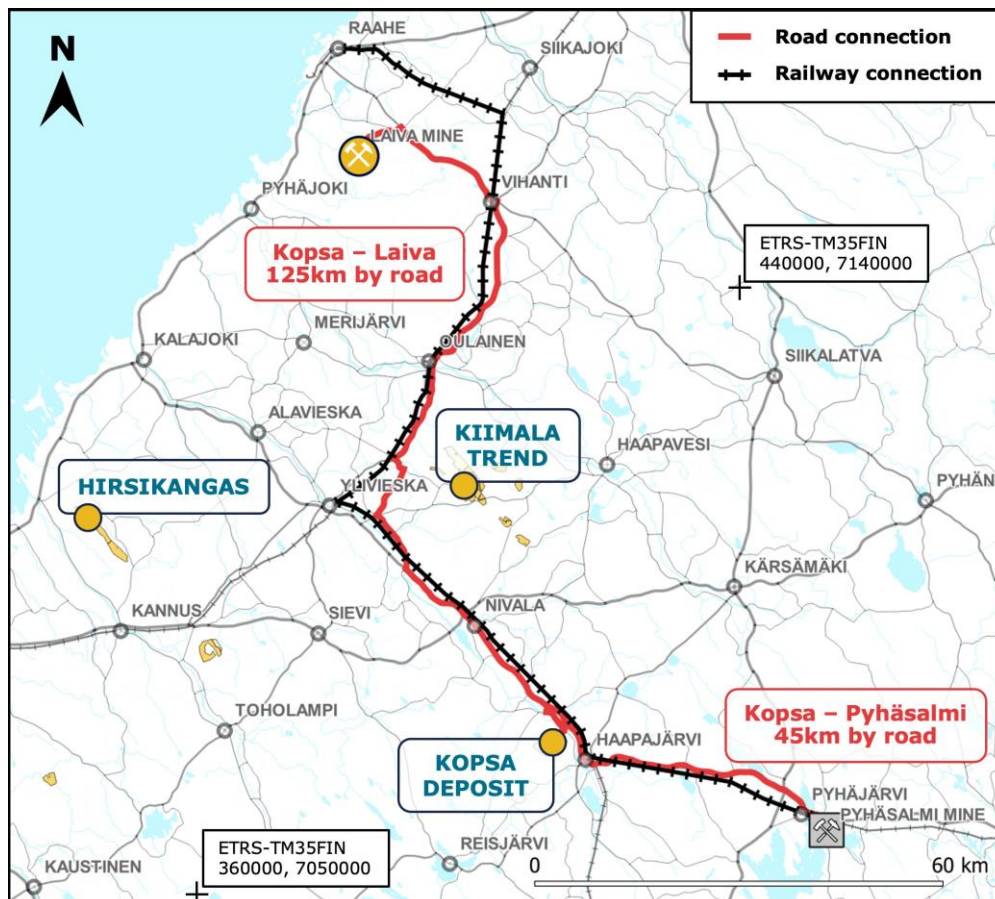 N
Road connection
Railway connection
RAAHE
SIIKAJOKI
LAIVA MINE
PYHÄJOKI
VIHANTI
Kopsa – Laiva
125km by road
ETRS-TM35FIN
440000, 7140000
MERIJÄRVI
OULAINEN
KALAJOKI
SIIKALATVA
ALAVIESKA
KIIMALA
TREND
HAAPAVESI
HIRSIKANGAS
YLIVIESKA
PYHÄN
KÄRSÄMÄKI
KANNUS
SIEVI
NIVALA
TOHOLAMPI
HAAPAJÄRVI
Kopsa – Pyhäsalmi
45km by road
KOPSA
DEPOSIT
PYHÄJÄRVI
PYHÄSALMI MINE
ETRS-TM35FIN
360000, 7050000
REISJÄRVI
KAUSTINEN
0
60 km